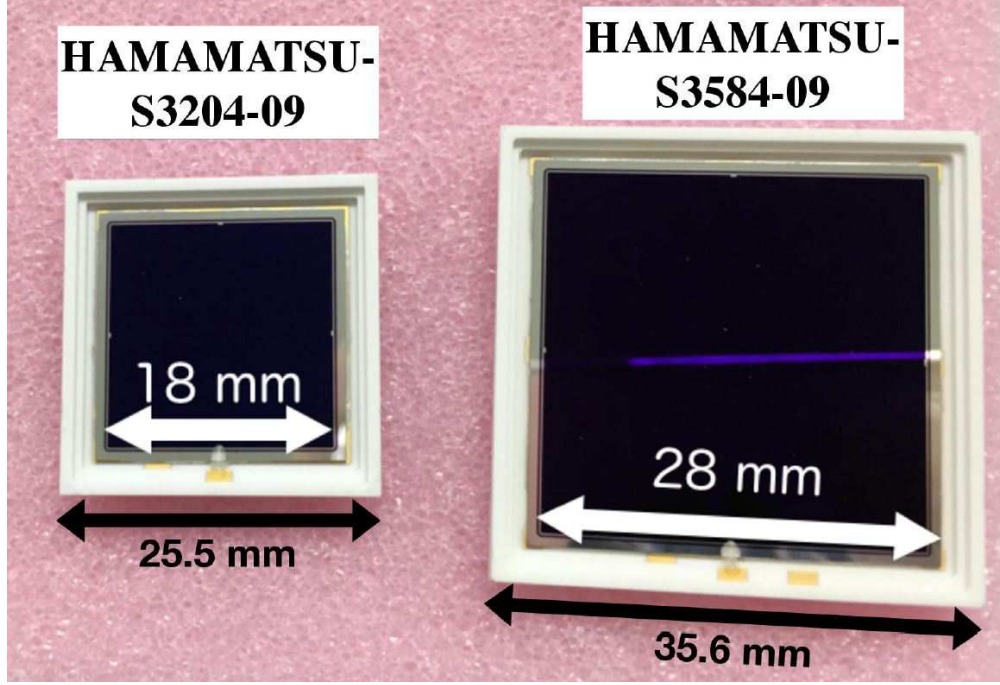 HAMAMATSU-
S3204-09
HAMAMATSU-
S3584-09
18 mm
28 mm
25.5 mm
35.6 mm